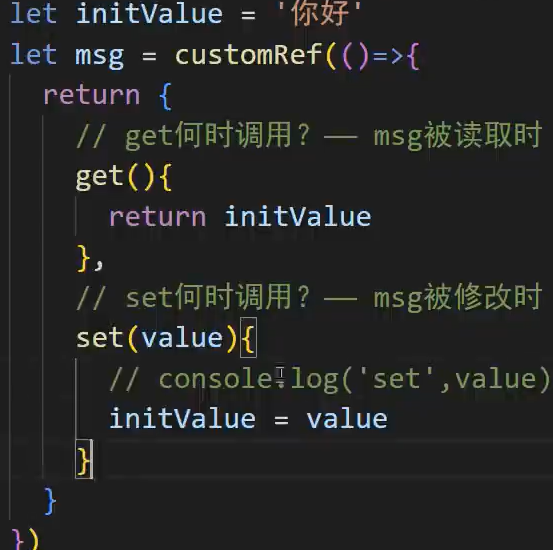 let initValue = '你好'
let msg = customRef(()=>{
return {
// get何时调用？—— msg被读取时
get(){
return initValue
},
// set何时调用？—— msg被修改时
set(value){
// console.log('set',value)
initValue = value
}
}
})